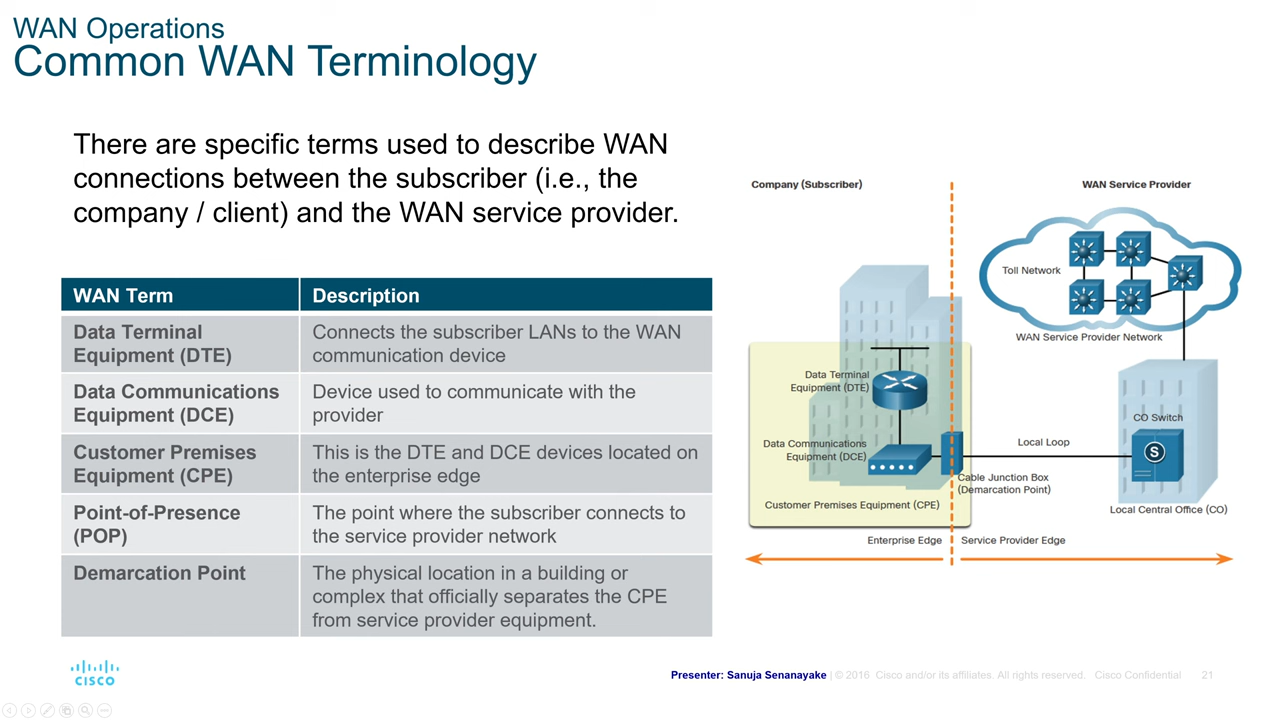 WAN Operations
Common WAN Terminology
There are specific terms used to describe WAN
connections between the subscriber (i.e., the
company / client) and the WAN service provider.
WAN Term
Description
Data Terminal
Equipment (DTE)
Connects the subscriber LANs to the WAN
communication device
Data Communications
Equipment (DCE)
Device used to communicate with the
provider
Customer Premises
Equipment (CPE)
This is the DTE and DCE devices located on
the enterprise edge
Point-of-Presence
(POP)
The point where the subscriber connects to
the service provider network
Demarcation Point
The physical location in a building or
complex that officially separates the CPE
from service provider equipment.
Company (Subscriber)
WAN Service Provider
Toll Network
WAN Service Provider Network
Data Terminal
Equipment (DTE)
CO Switch
Data Communications
Equipment (DCE)
Local Loop
S
Cable Junction Box
(Demarcation Point)
Customer Premises Equipment (CPE)
Local Central Office (CO)
Enterprise Edge
Service Provider Edge
CISCO
Presenter: Sanuja Senanayake | © 2016 Cisco and/or its affiliates. All rights reserved. Cisco Confidential 21